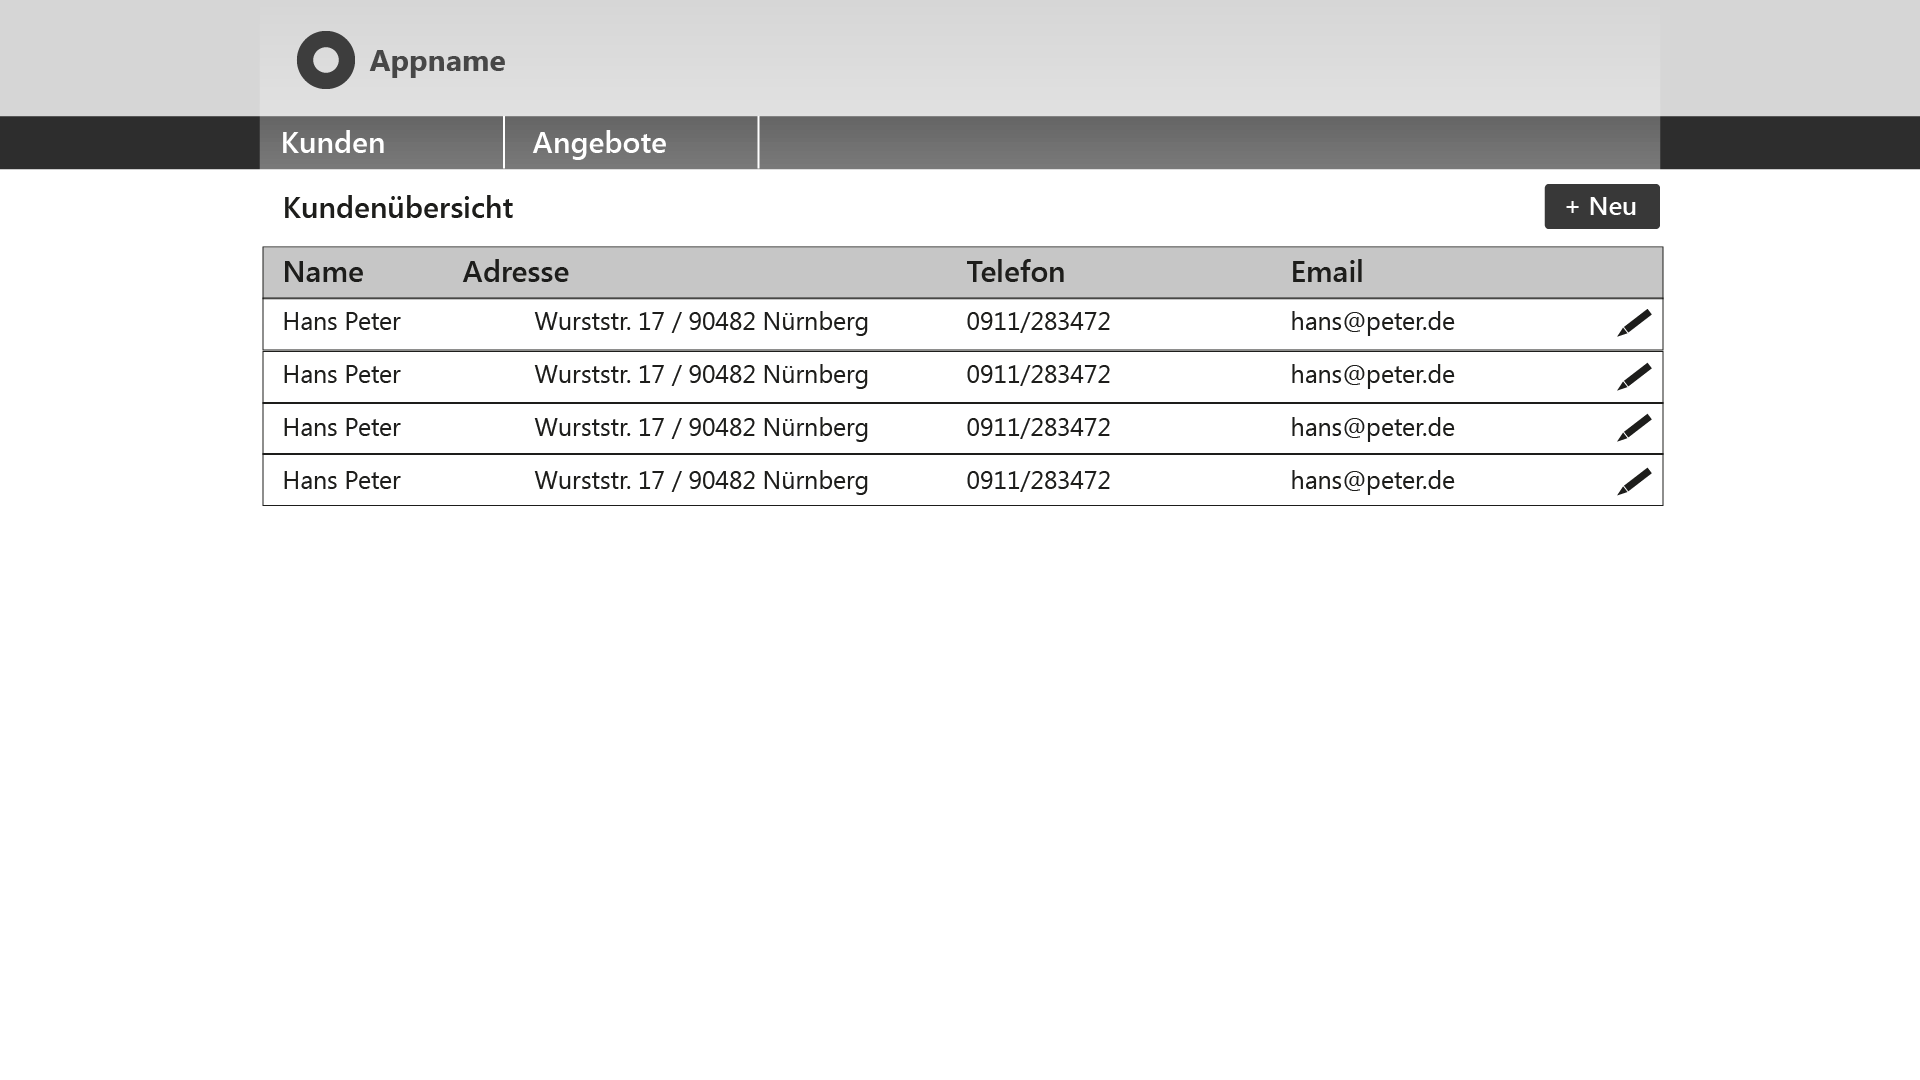 Appname
Kunden Angebote
Kundenübersicht + Neu
Name Adresse Telefon Email
Hans Peter Wurststr. 17 / 90482 Nürnberg 0911/283472 hans@peter.de
Hans Peter Wurststr. 17 / 90482 Nürnberg 0911/283472 hans@peter.de
Hans Peter Wurststr. 17 / 90482 Nürnberg 0911/283472 hans@peter.de
Hans Peter Wurststr. 17 / 90482 Nürnberg 0911/283472 hans@peter.de